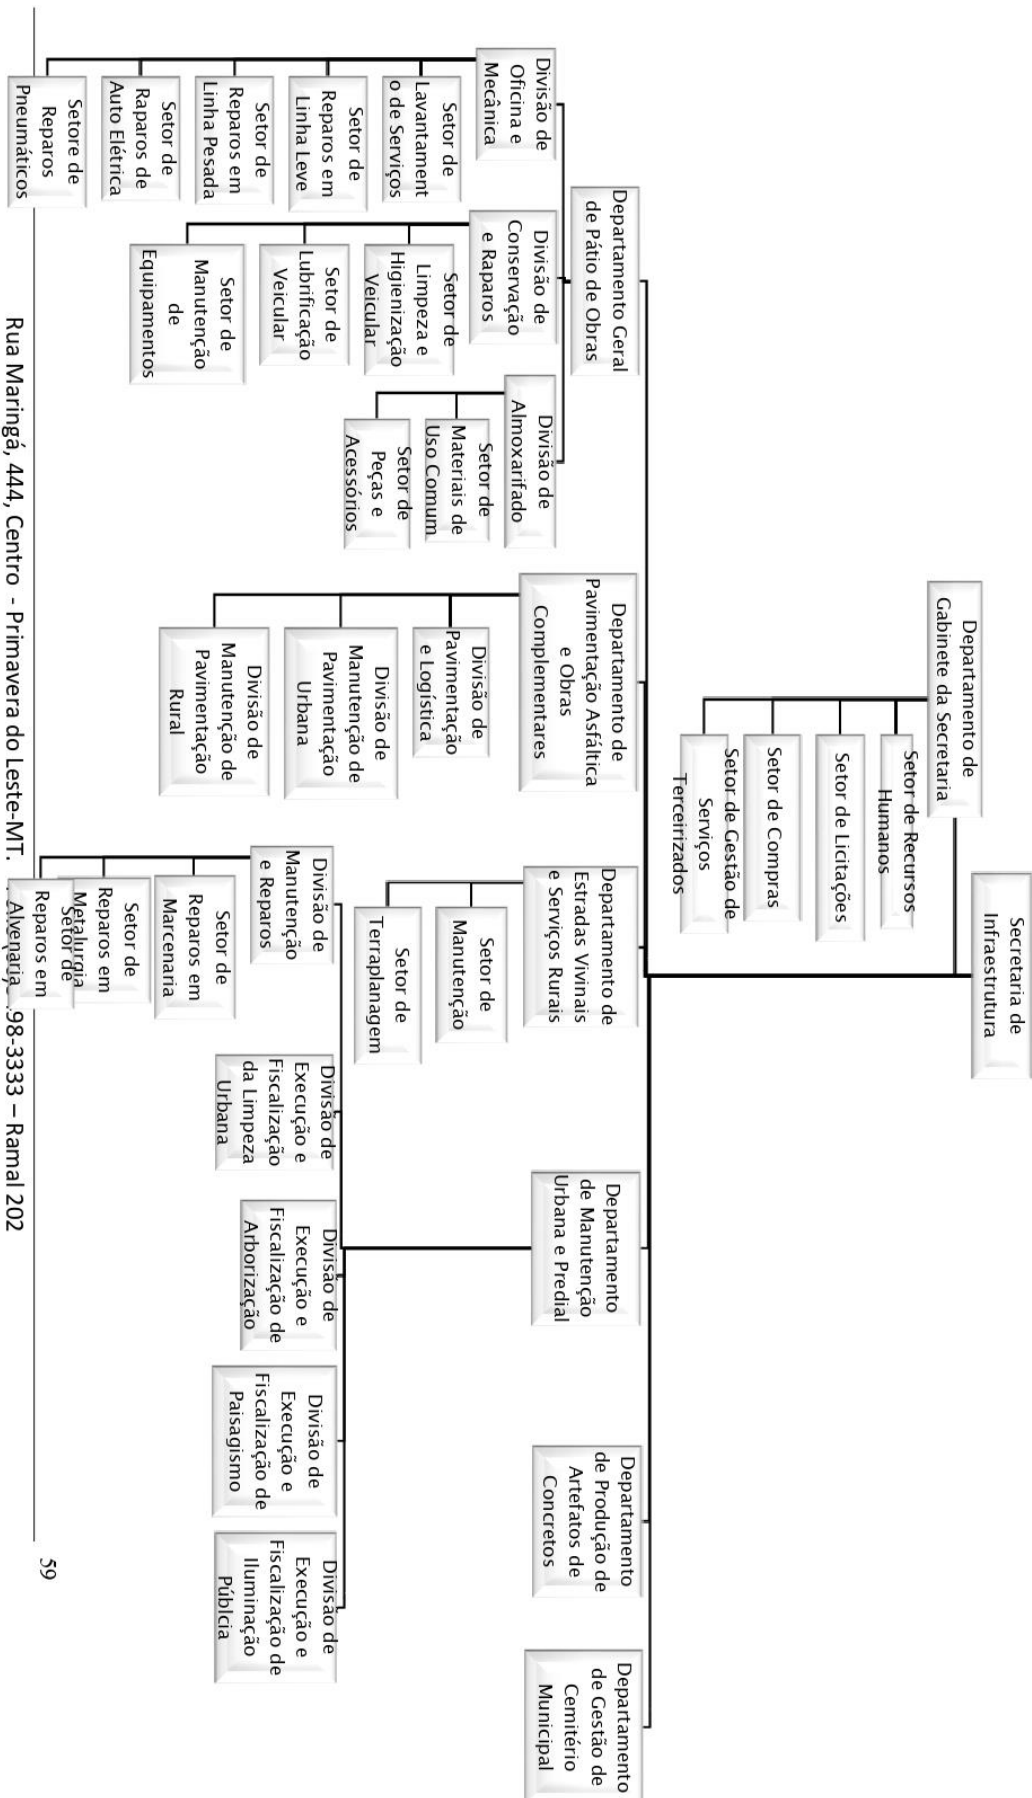 Secretaria de
Infraestrutura
Departamento de
Gabinete da Secretaria
Setor de Recursos
Humanos
Setor de Licitações
Setor de Compras
Setor de Gestão de
Serviços
Terceirizados
Departamento Geral
de Pátio de Obras
Divisão de
Oficina e
Mecânica
Setor de
Lavantament
o de Serviços
Setor de
Reparos em
Linha Leve
Setor de
Reparos em
Linha Pesada
Setor de
Raparos de
Auto Elétrica
Setore de
Reparos
Pneumáticos
Divisão de
Conservação
e Raparos
Setor de
Limpeza e
Higienização
Veicular
Setor de
Lubrificação
Veicular
Setor de
Manutenção
de
Equipamentos
Divisão de
Almoxarifado
Setor de
Materiais de
Uso Comum
Setor de
Peças e
Acessórios
Departamento de
Pavimentação Asfáltica
e Obras
Complementares
Divisão de
Pavimentação
e Logística
Divisão de
Manutenção de
Pavimentação
Urbana
Divisão de
Manutenção de
Pavimentação
Rural
Departamento de
Estradas Vivinais
e Serviços Rurais
Setor de
Manutenção
Setor de
Terraplanagem
Departamento
de Manutenção
Urbana e Predial
Divisão de
Manutenção
e Reparos
Setor de
Reparos em
Marcenaria
Setor de
Reparos em
Metalurgia
Setor de
Reparos em
Alvenaria
Divisão de
Execução e
Fiscalização
da Limpeza
Urbana
Divisão de
Execução e
Fiscalização de
Arborização
Divisão de
Execução e
Fiscalização de
Paisagismo
Divisão de
Execução e
Fiscalização de
Iluminação
Públcia
Departamento
de Produção de
Artefatos de
Concretos
Departamento
de Gestão de
Cemitério
Municipal
59
Rua Maringá, 444, Centro - Primavera do Leste-MT. 98-3333 – Ramal 202